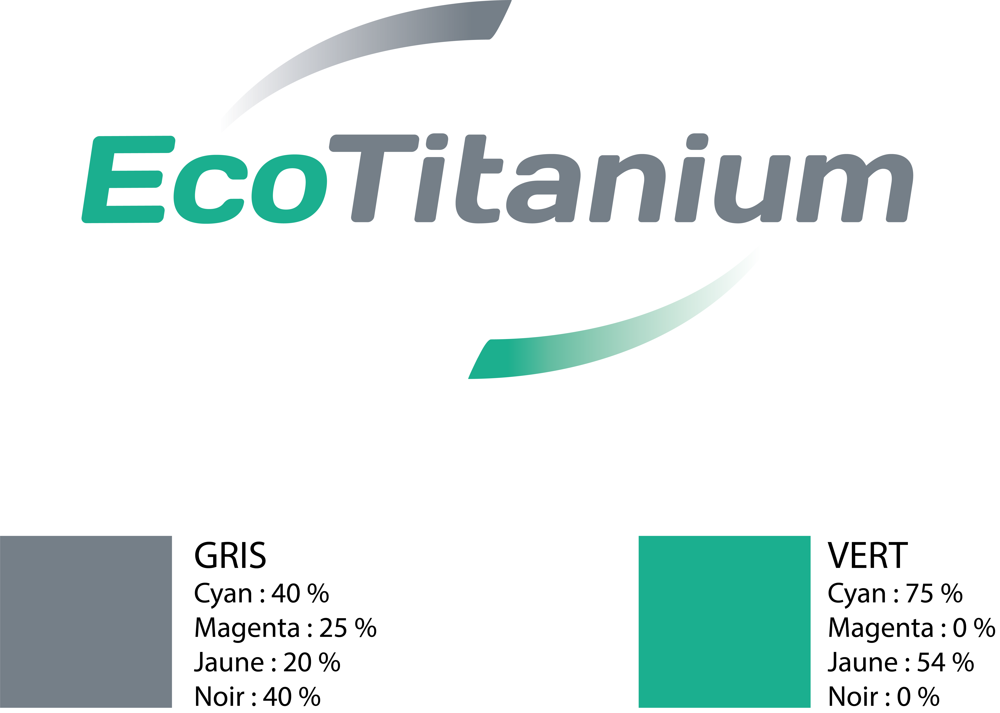 EcoTitanium
GRIS
Cyan : 40 %
Magenta : 25 %
Jaune : 20 %
Noir : 40 %
VERT
Cyan : 75 %
Magenta : 0 %
Jaune : 54 %
Noir : 0 %